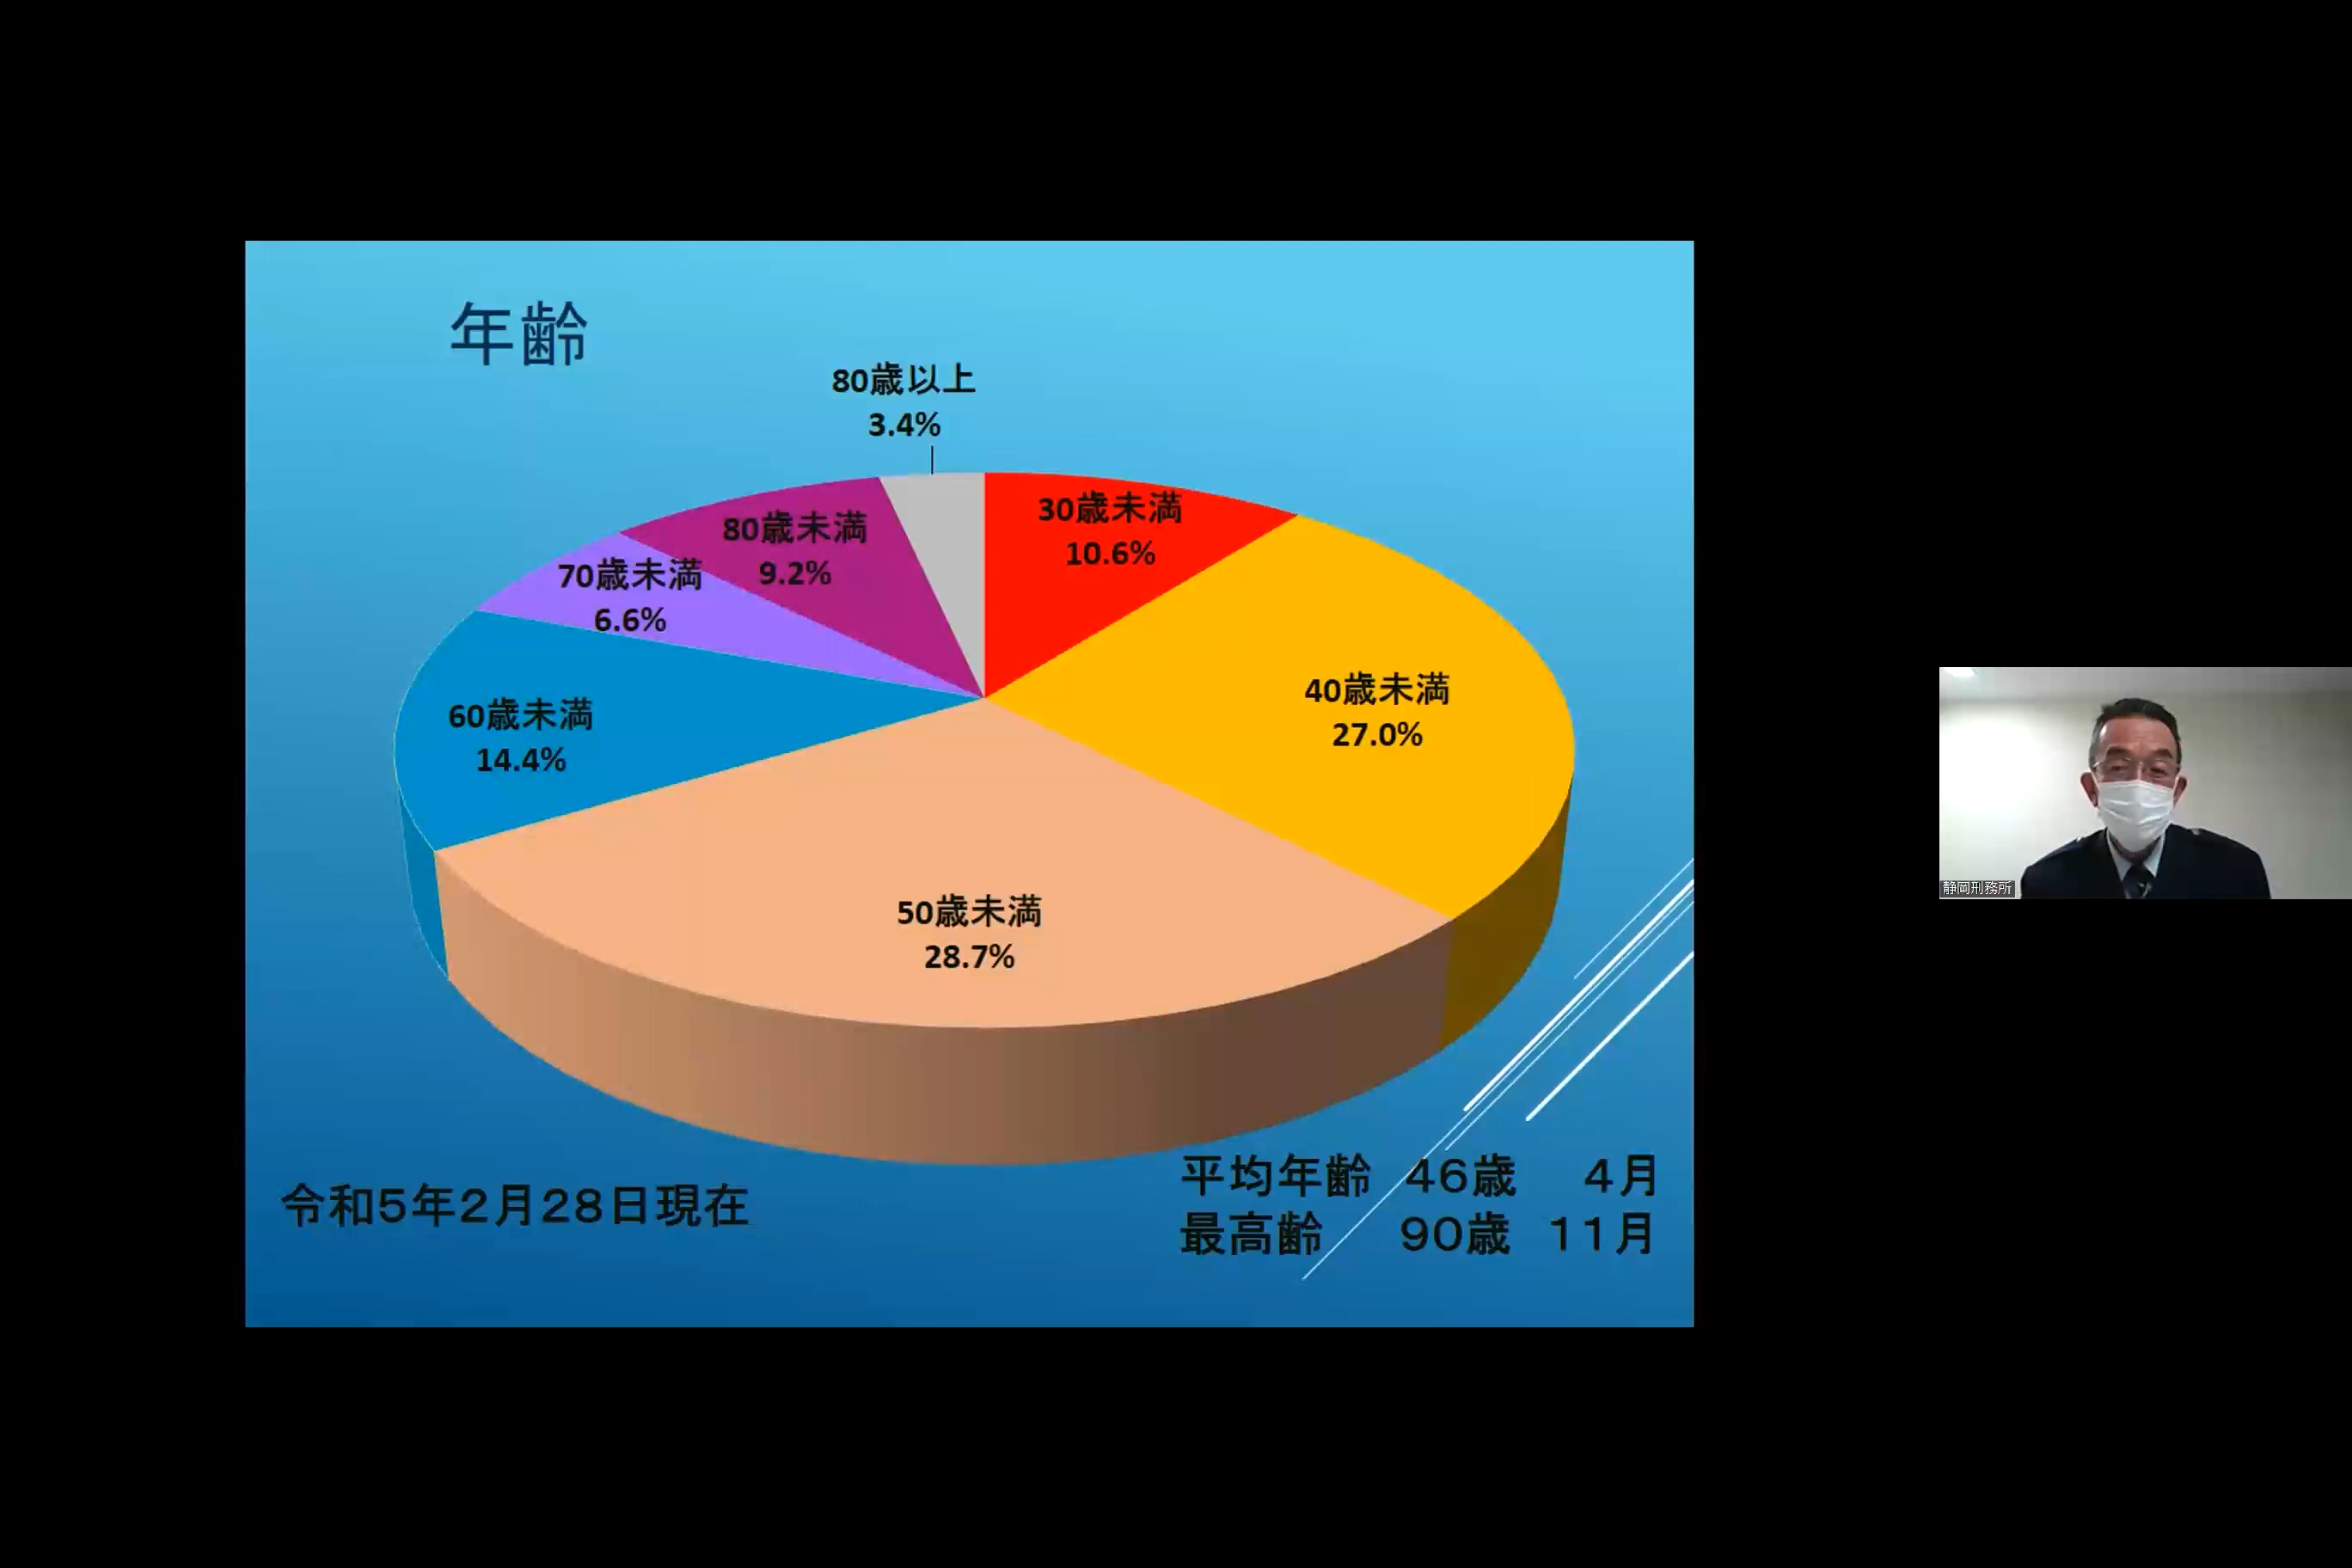 年齢
80歳以上
3.4%
30歳未満
10.6%
80歳未満
9.2%
70歳未満
6.6%
40歳未満
27.0%
60歳未満
14.4%
50歳未満
28.7%
令和5年2月28日現在
平均年齢 46歳 4月
最高齢 90歳 11月
静岡刑務所